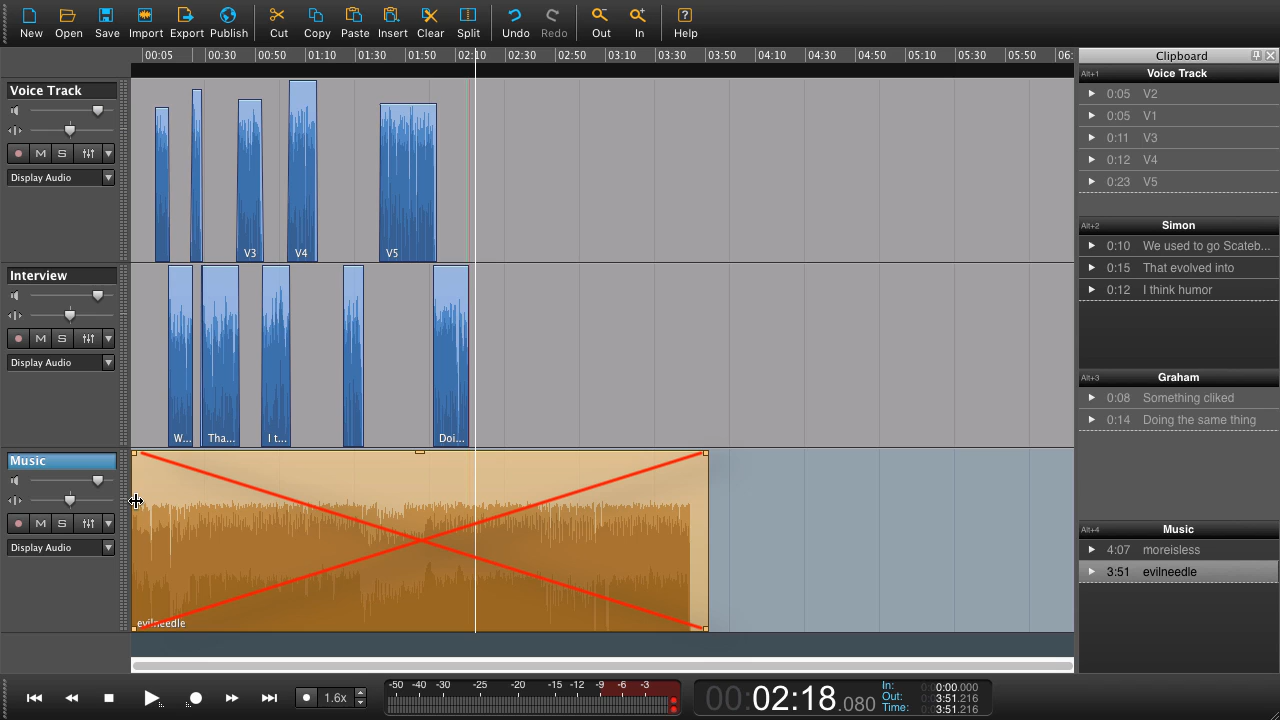 New Open Save Import Export Publish Cut Copy Paste Insert Clear Split Undo Redo Out In Help
00:05 00:30 00:50 01:10 01:30 01:50 02:10 02:30 02:50 03:10 03:30 03:50 04:10 04:30 04:50 05:10 05:30 05:50 06:
Clipboard
Alt+1 Voice Track
0:05 V2
0:05 V1
0:11 V3
0:12 V4
0:23 V5
Alt+2 Simon
0:10 We used to go Scateb...
0:15 That evolved into
0:12 I think humor
Alt+3 Graham
0:08 Something cliked
0:14 Doing the same thing
Alt+4 Music
4:07 moreisless
3:51 evilneedle
Voice Track
M S
Display Audio
V3 V4 V5
Interview
M S
Display Audio
W... Tha... I t... Doi...
Music
M S
Display Audio
evilneedle
1.6x
-50 -40 -30 -25 -20 -15 -12 -9 -6 -3
00:02:18.080
In: 0:00.000
Out: 3:51.216
Time: 3:51.216